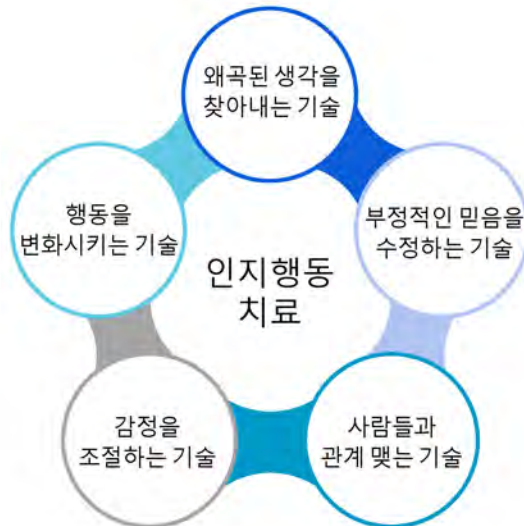 왜곡된 생각을
찾아내는 기술
부정적인 믿음을
수정하는 기술
사람들과
관계 맺는 기술
감정을
조절하는 기술
행동을
변화시키는 기술
인지행동
치료